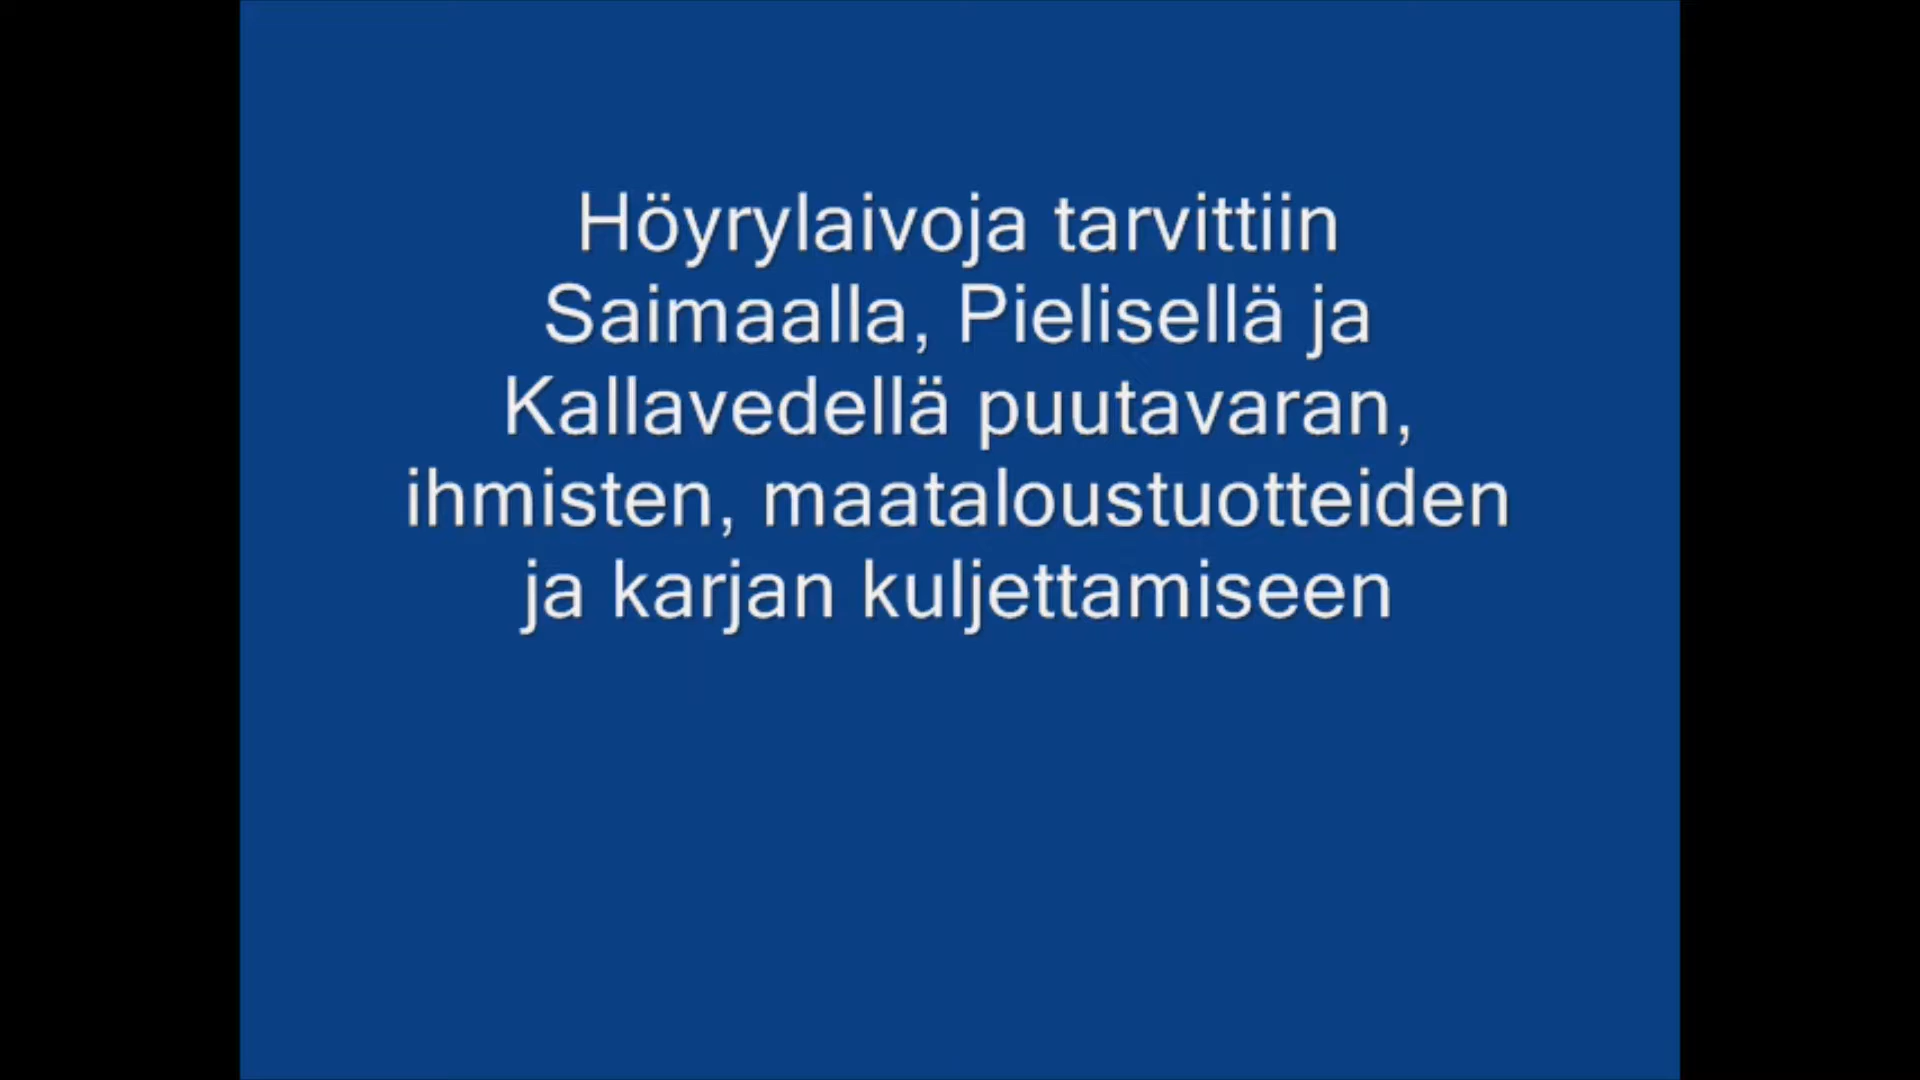 Höyrylaivoja tarvittiin
Saimaalla, Pielisellä ja
Kallavedellä puutavaran,
ihmisten, maataloustuotteiden
ja karjan kuljettamiseen